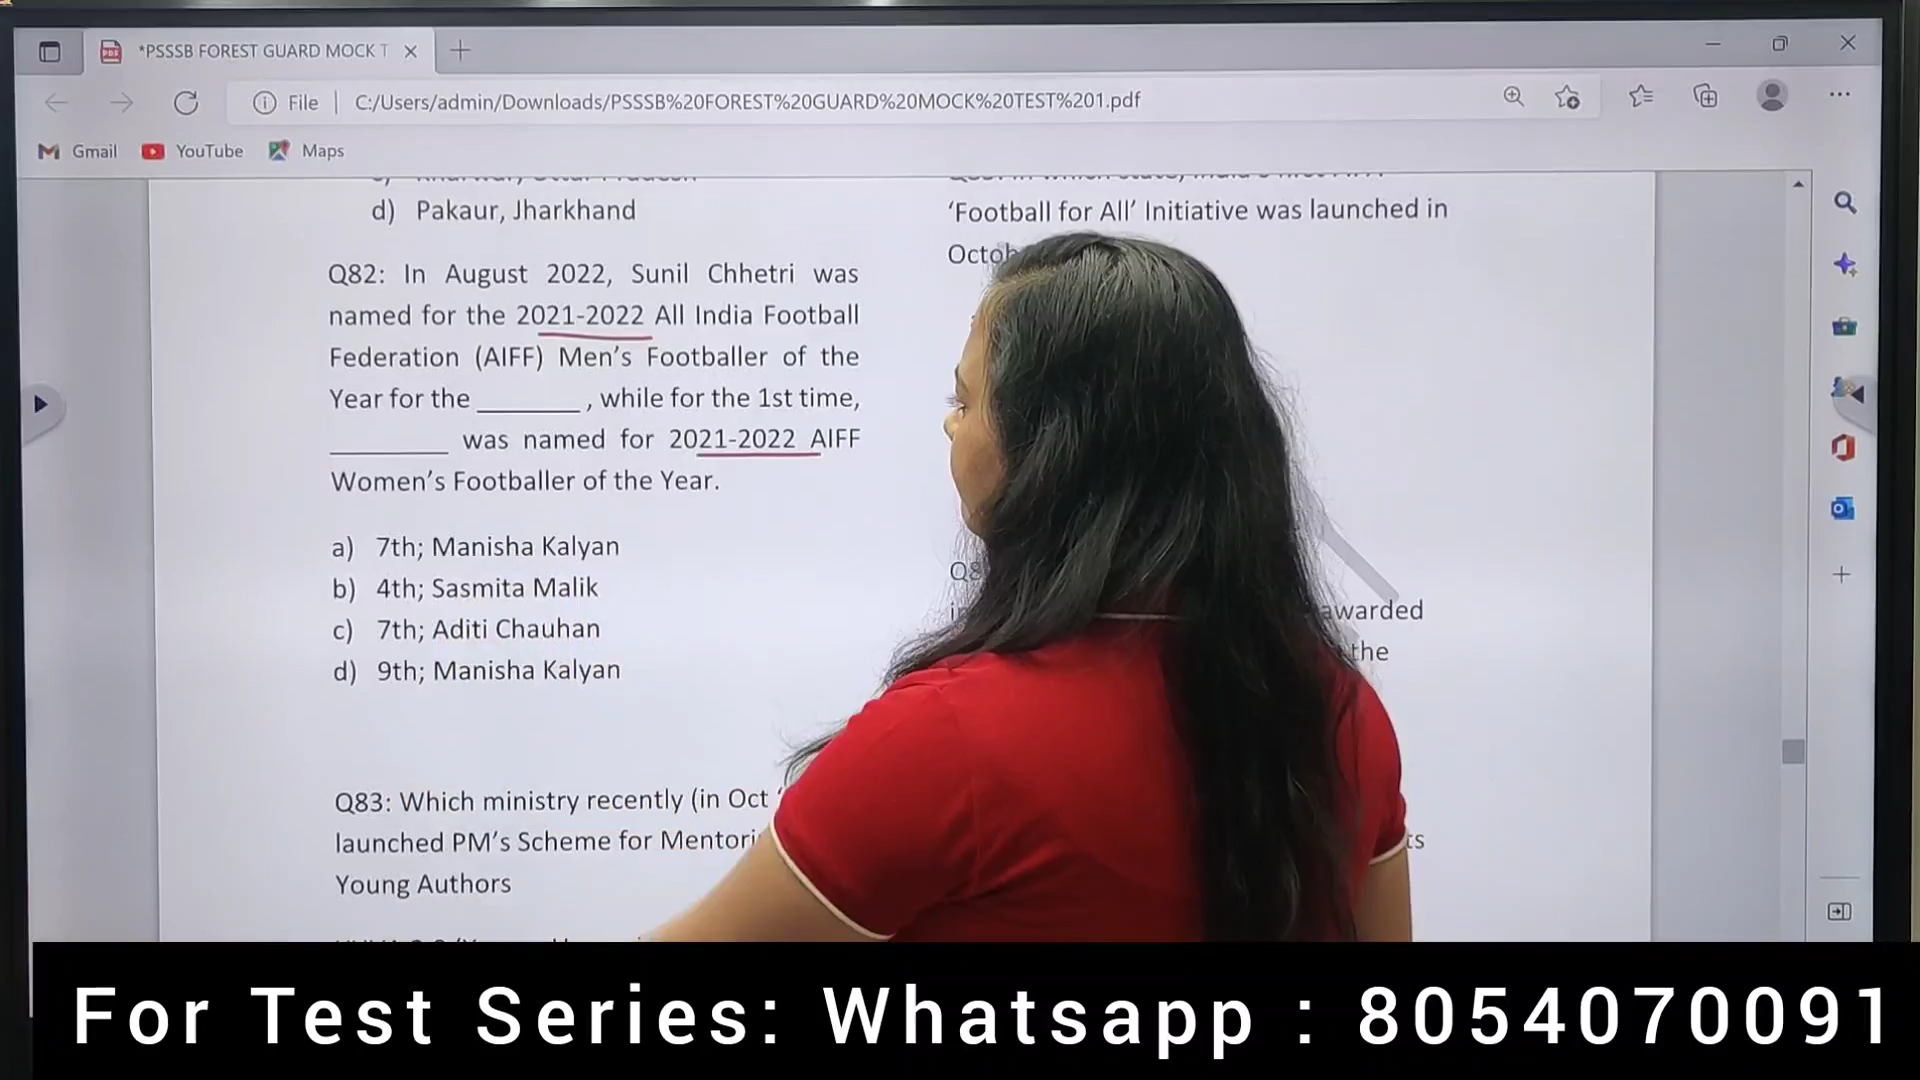 *PSSSB FOREST GUARD MOCK T
File
C:/Users/admin/Downloads/PSSSB%20FOREST%20GUARD%20MOCK%20TEST%201.pdf
Gmail
YouTube
Maps
d) Pakaur, Jharkhand
Q82: In August 2022, Sunil Chhetri was
named for the 2021-2022 All India Football
Federation (AIFF) Men's Footballer of the
Year for the ________ , while for the 1st time,
_________ was named for 2021-2022 AIFF
Women's Footballer of the Year.
a) 7th; Manisha Kalyan
b) 4th; Sasmita Malik
c) 7th; Aditi Chauhan
d) 9th; Manisha Kalyan
Q83: Which ministry recently (in Oct
launched PM's Scheme for Mentori
Young Authors
'Football for All' Initiative was launched in
awarded
the
For Test Series: Whatsapp : 8054070091